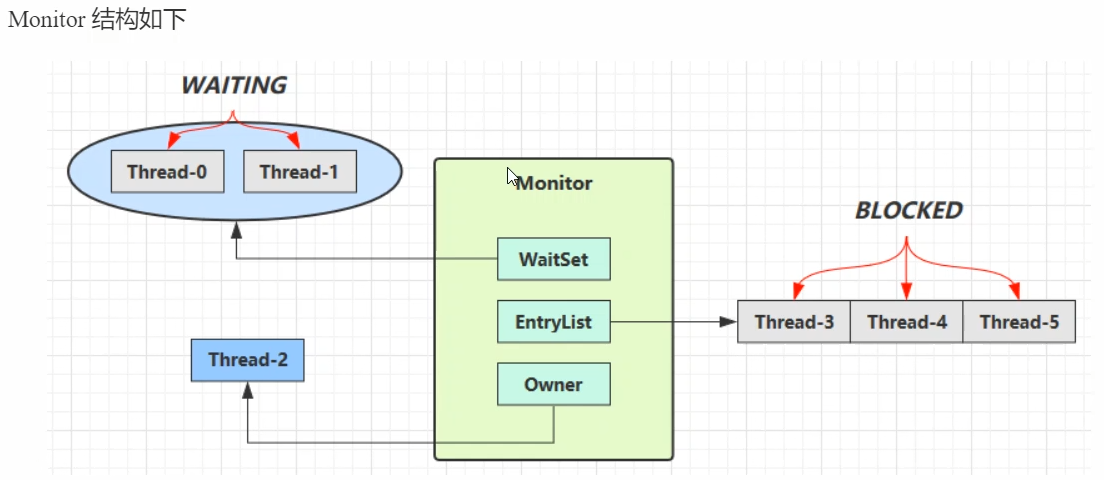 Monitor 结构如下
WAITING
Thread-0 Thread-1
Monitor
BLOCKED
WaitSet
EntryList
Thread-3 Thread-4 Thread-5
Thread-2
Owner